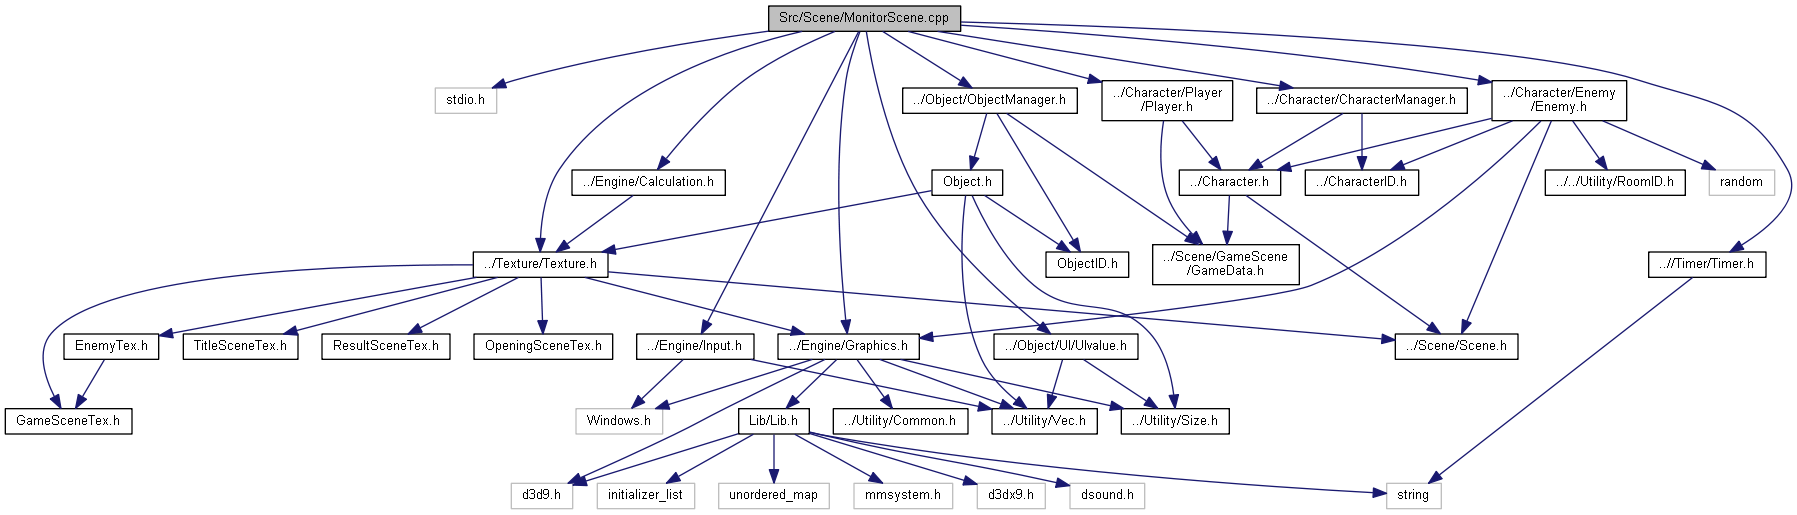 Src/Scene/MonitorScene.cpp
stdio.h
../Object/ObjectManager.h
../Character/Player
/Player.h
../Character/CharacterManager.h
../Character/Enemy
/Enemy.h
../Engine/Calculation.h
Object.h
../Character.h
../CharacterID.h
../../Utility/RoomID.h
random
../Texture/Texture.h
ObjectID.h
../Scene/GameScene
/GameData.h
..//Timer/Timer.h
EnemyTex.h
TitleSceneTex.h
ResultSceneTex.h
OpeningSceneTex.h
../Engine/Input.h
../Engine/Graphics.h
../Object/UI/UIvalue.h
../Scene/Scene.h
GameSceneTex.h
Windows.h
Lib/Lib.h
../Utility/Common.h
../Utility/Vec.h
../Utility/Size.h
d3d9.h
initializer_list
unordered_map
mmsystem.h
d3dx9.h
dsound.h
string